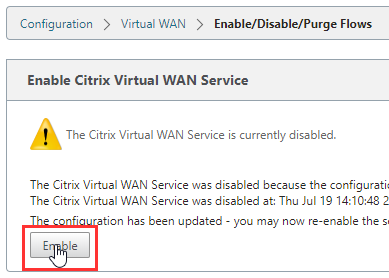 Configuration > Virtual WAN > Enable/Disable/Purge Flows
Enable Citrix Virtual WAN Service
The Citrix Virtual WAN Service is currently disabled.
The Citrix Virtual WAN Service was disabled because the configuratio
The Citrix Virtual WAN Service was disabled at: Thu Jul 19 14:10:48 2
The configuration has been updated - you may now re-enable the se
Enable